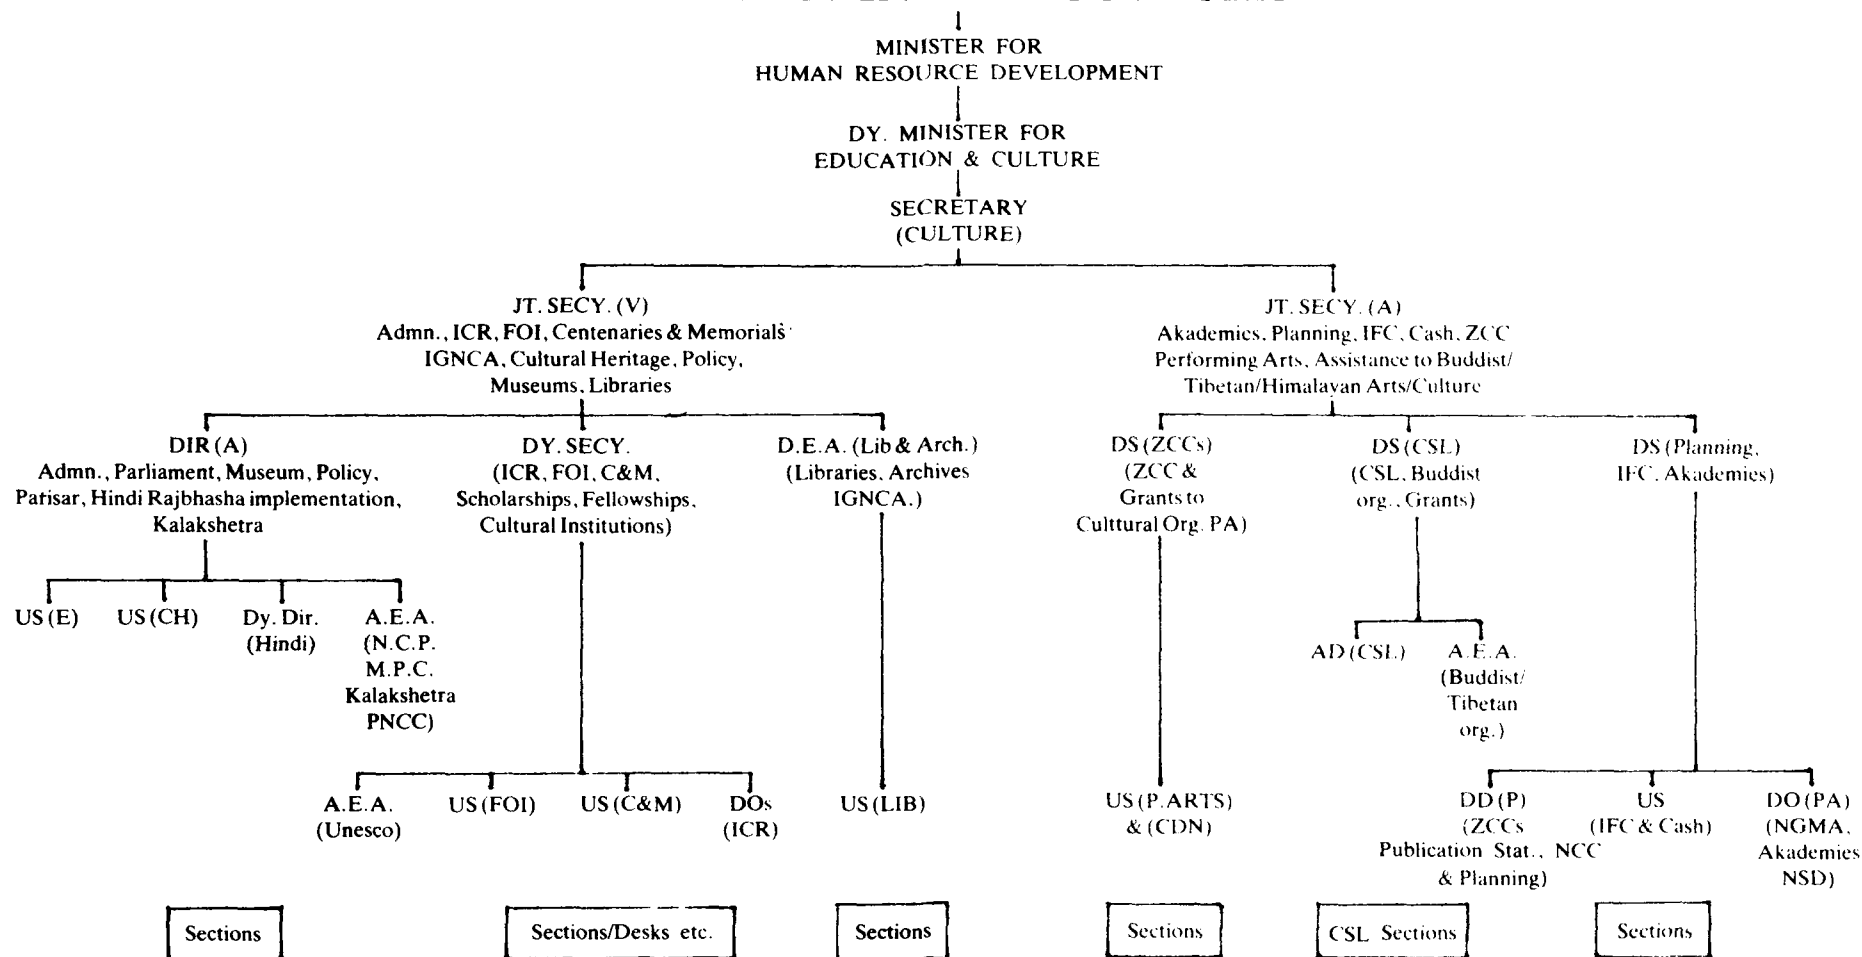 MINISTER FOR
HUMAN RESOURCE DEVELOPMENT
DY. MINISTER FOR
EDUCATION & CULTURE
SECRETARY
(CULTURE)
JT. SECY. (V)
Admn., ICR, FOI, Centenaries & Memorials
IGNCA, Cultural Heritage, Policy,
Museums, Libraries
JT. SECY. (A)
Akademics, Planning, IFC, Cash, ZCC
Performing Arts, Assistance to Buddist/
Tibetan/Himalayan Arts/Culture
DIR (A)
Admn., Parliament, Museum, Policy,
Parisar, Hindi Rajbhasha implementation,
Kalakshetra
DY. SECY.
(ICR, FOI, C&M,
Scholarships, Fellowships,
Cultural Institutions)
D.E.A. (Lib & Arch.)
(Libraries, Archives
IGNCA.)
DS (ZCCs)
(ZCC &
Grants to
Culttural Org. PA)
DS (CSL)
(CSL, Buddist
org., Grants)
DS (Planning,
IFC, Akademies)
US (E)
US (CH)
Dy. Dir.
(Hindi)
A.E.A.
(N.C.P.
M.P.C.
Kalakshetra
PNCC)
AD (CSL)
A.E.A.
(Buddist/
Tibetan
org.)
A.E.A.
(Unesco)
US (FOI)
US (C&M)
DOs
(ICR)
US (LIB)
US (P.ARTS)
& (CDN)
DD (P)
(ZCCs
Publication Stat., NCC
& Planning)
US
(IFC & Cash)
DO (PA)
(NGMA,
Akademies
NSD)
Sections
Sections/Desks etc.
Sections
Sections
CSL Sections
Sections